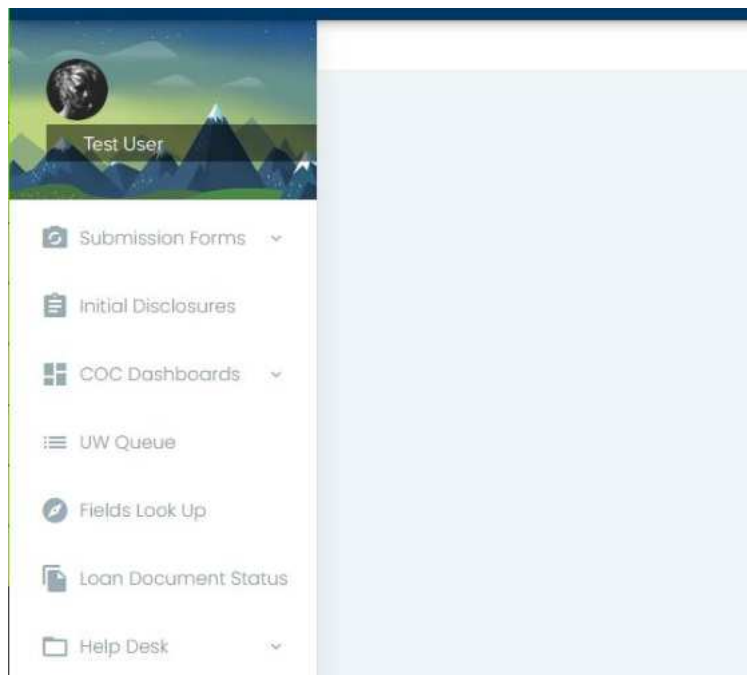 Test User
Submission Forms
Initial Disclosures
COC Dashboards
UW Queue
Fields Look Up
Loan Document Status
Help Desk